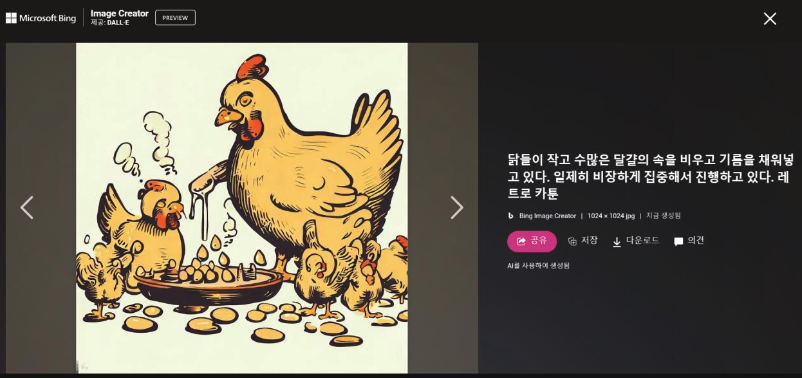 Microsoft Bing
Image Creator
제공: DALL·E
PREVIEW
닭들이 작고 수많은 달걀의 속을 비우고 기름을 채워넣
고 있다. 일제히 비장하게 집중해서 진행하고 있다. 레
트로 카툰
b Bing Image Creator | 1024 × 1024 jpg | 지금 생성됨
공유 저장 다운로드 의견
AI를 사용하여 생성됨